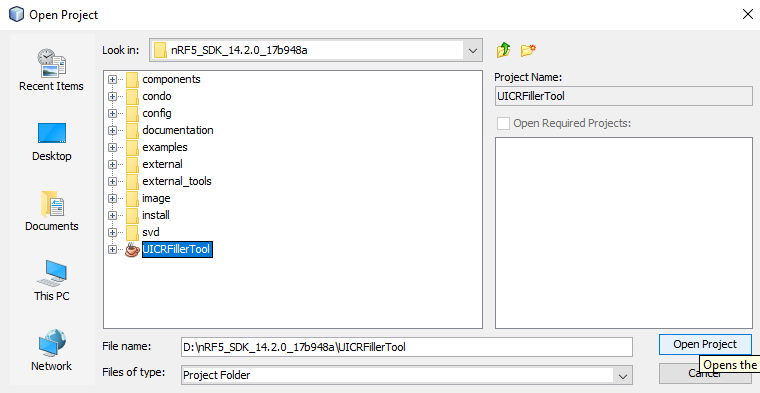 Open Project
Look in:
nRF5_SDK_14.2.0_17b948a
Recent Items
Desktop
Documents
This PC
Network
components
condo
config
documentation
examples
external
external_tools
image
install
svd
UICRFillerTool
Project Name:
UICRFillerTool
Open Required Projects:
File name:
D:\nRF5_SDK_14.2.0_17b948a\UICRFillerTool
Open Project
Files of type:
Project Folder
Cancel
Opens the